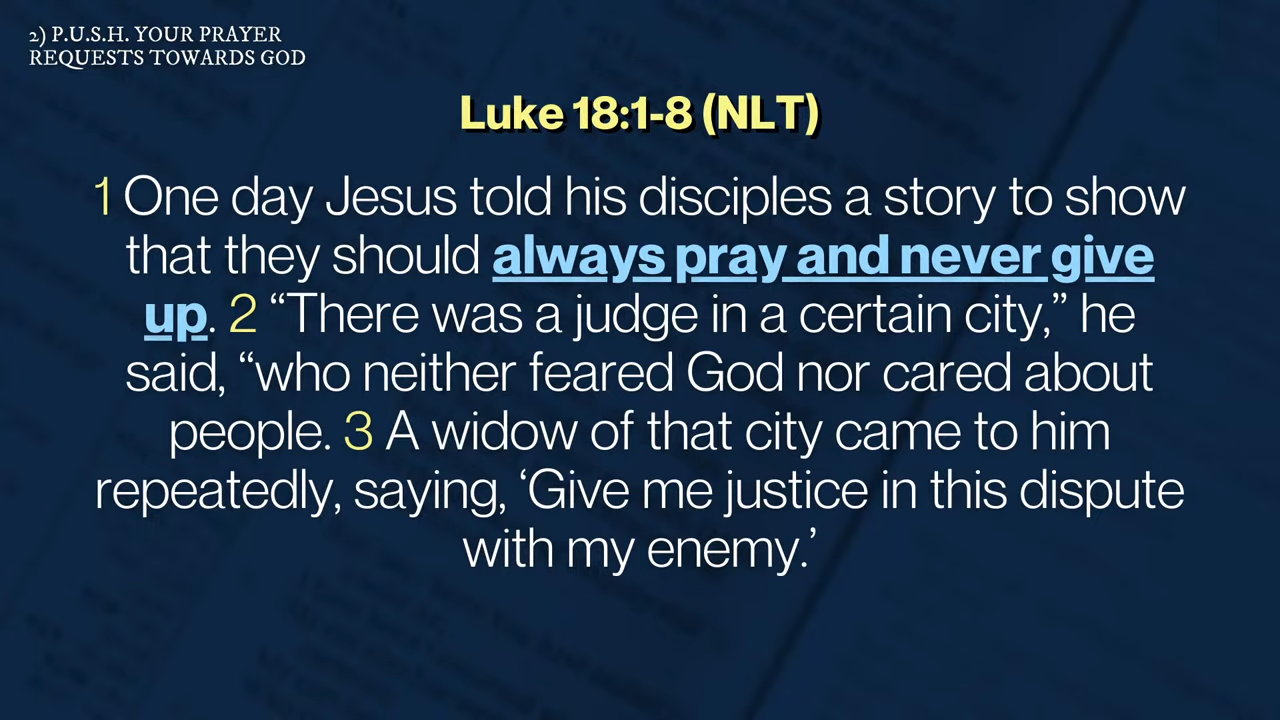 2) P.U.S.H. YOUR PRAYER
REQUESTS TOWARDS GOD
Luke 18:1-8 (NLT)
1 One day Jesus told his disciples a story to show
that they should always pray and never give
up. 2 “There was a judge in a certain city,” he
said, “who neither feared God nor cared about
people. 3 A widow of that city came to him
repeatedly, saying, ‘Give me justice in this dispute
with my enemy.’